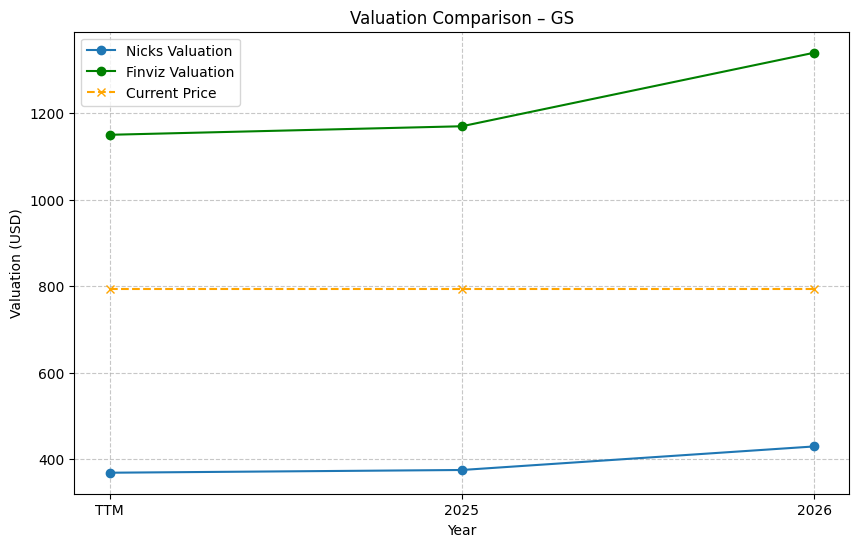 Valuation Comparison – GS
Nicks Valuation
Finviz Valuation
Current Price
Valuation (USD)
1200
1000
800
600
400
TTM
2025
2026
Year